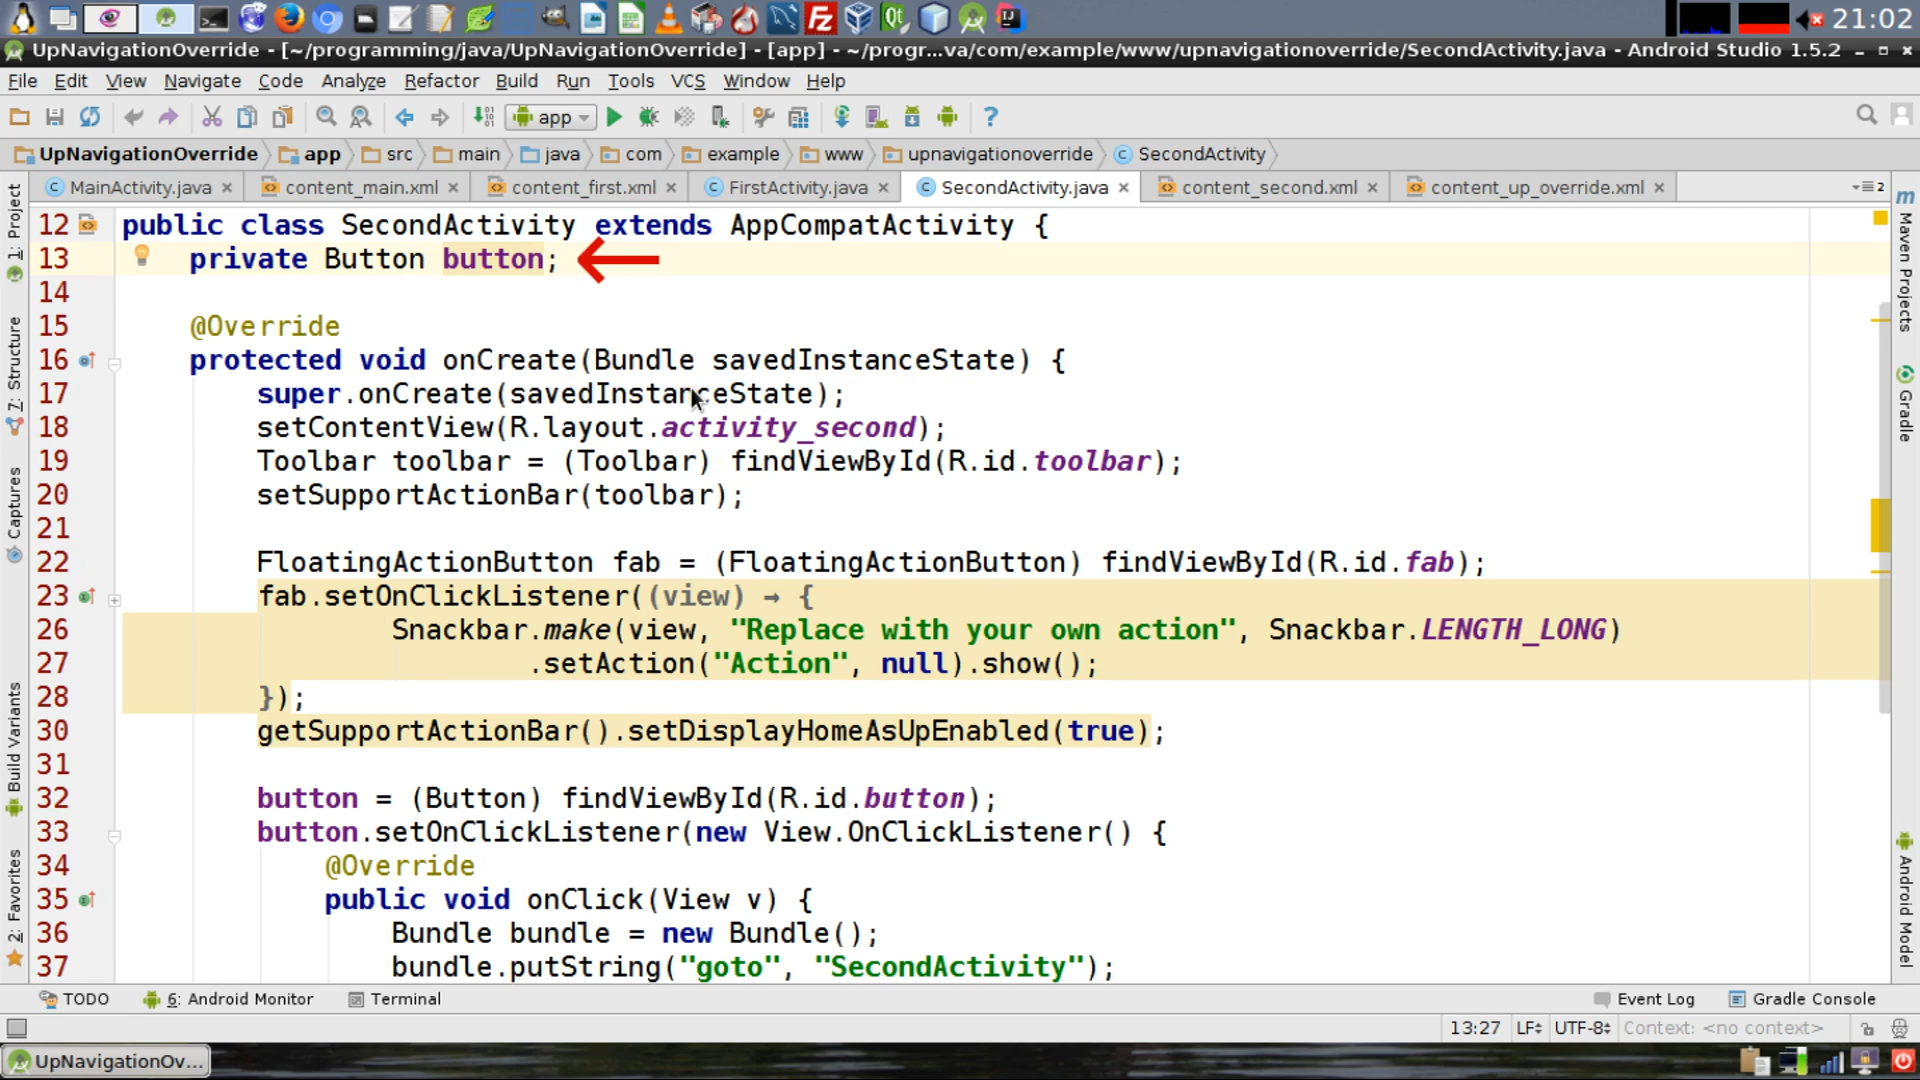 21:02
UpNavigationOverride - [~/programming/java/UpNavigationOverride] - [app] - ~/progr...va/com/example/www/upnavigationoverride/SecondActivity.java - Android Studio 1.5.2
File Edit View Navigate Code Analyze Refactor Build Run Tools VCS Window Help
app
UpNavigationOverride app src main java com example www upnavigationoverride SecondActivity
MainActivity.java content_main.xml content_first.xml FirstActivity.java SecondActivity.java content_second.xml content_up_override.xml
1: Project
7: Structure
Captures
Build Variants
2: Favorites
12 public class SecondActivity extends AppCompatActivity {
13 private Button button;
14
15 @Override
16 protected void onCreate(Bundle savedInstanceState) {
17 super.onCreate(savedInstanceState);
18 setContentView(R.layout.activity_second);
19 Toolbar toolbar = (Toolbar) findViewById(R.id.toolbar);
20 setSupportActionBar(toolbar);
21
22 FloatingActionButton fab = (FloatingActionButton) findViewById(R.id.fab);
23 fab.setOnClickListener((view) → {
26 Snackbar.make(view, "Replace with your own action", Snackbar.LENGTH_LONG)
27 .setAction("Action", null).show();
28 });
30 getSupportActionBar().setDisplayHomeAsUpEnabled(true);
31
32 button = (Button) findViewById(R.id.button);
33 button.setOnClickListener(new View.OnClickListener() {
34 @Override
35 public void onClick(View v) {
36 Bundle bundle = new Bundle();
37 bundle.putString("goto", "SecondActivity");
Maven Projects
Gradle
Android Model
TODO 6: Android Monitor Terminal Event Log Gradle Console
13:27 LF UTF-8 Context: <no context>
UpNavigationOv...